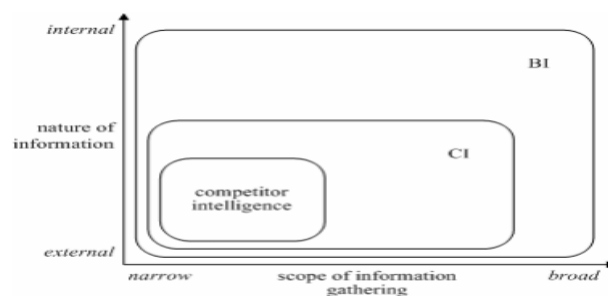 internal
BI
nature of
information
CI
competitor
intelligence
external
narrow
scope of information
gathering
broad